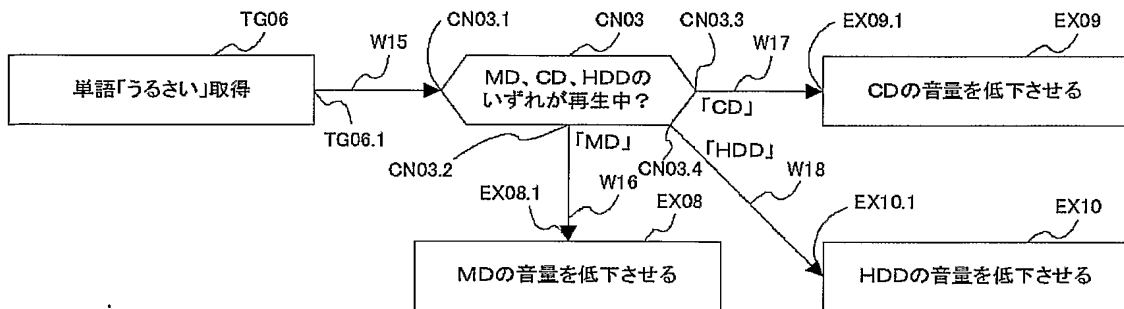 TG06
W15
CN03.1
CN03
CN03.3
W17
EX09.1
EX09
単語「うるさい」取得
MD、CD、HDDの
いずれが再生中？
「CD」
CDの音量を低下させる
TG06.1
CN03.2
「MD」
CN03.4
「HDD」
W18
EX08.1
W16
EX08
EX10.1
EX10
MDの音量を低下させる
HDDの音量を低下させる